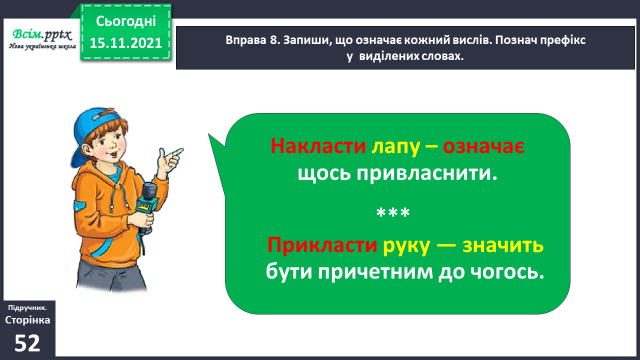 Всім.pptx
Нова українська школа
Сьогодні
15.11.2021
Вправа 8. Запиши, що означає кожний вислів. Познач префікс
у виділених словах.
Накласти лапу – означає
щось привласнити.
***
Прикласти руку — значить
бути причетним до чогось.
Підручник.
Сторінка
52